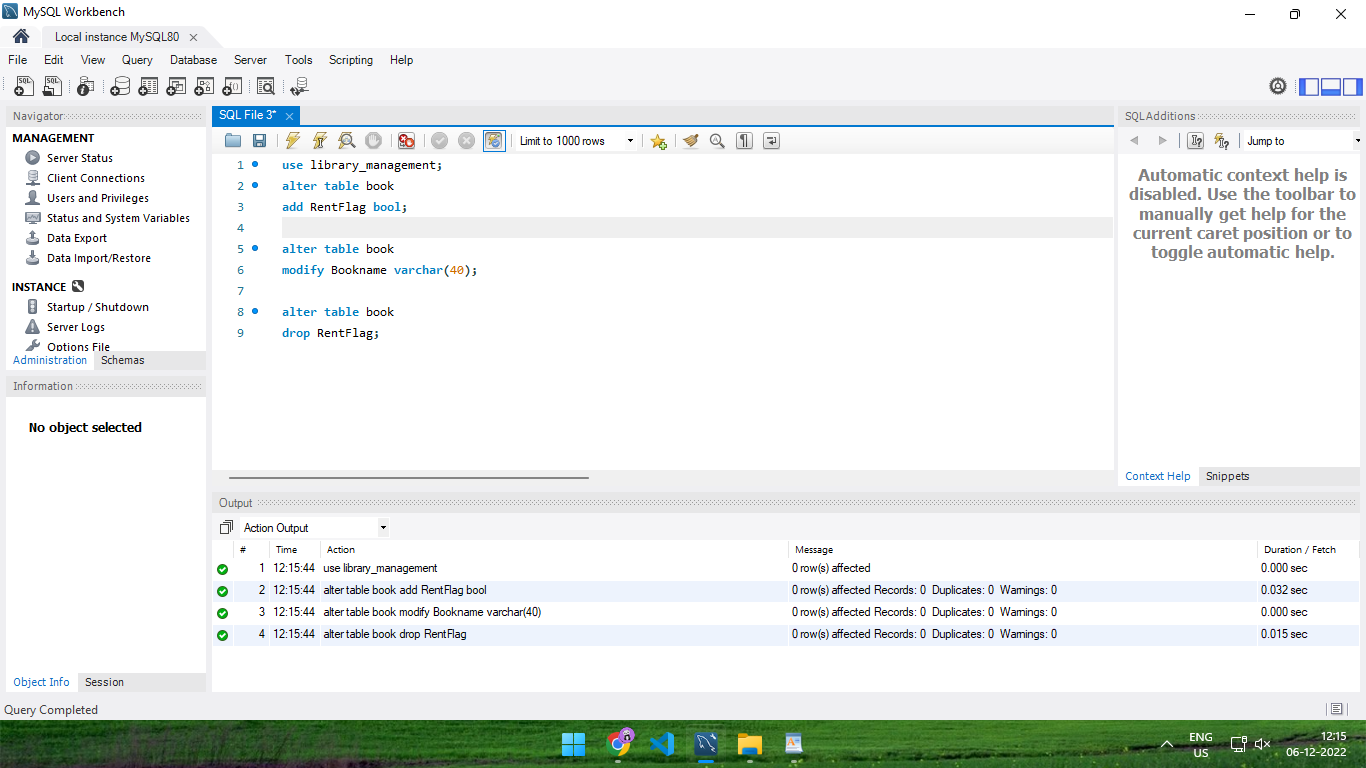 MySQL Workbench
Local instance MySQL80
File Edit View Query Database Server Tools Scripting Help
Navigator
MANAGEMENT
Server Status
Client Connections
Users and Privileges
Status and System Variables
Data Export
Data Import/Restore
INSTANCE
Startup / Shutdown
Server Logs
Options File
Administration Schemas
Information
No object selected
Object Info Session
SQL File 3*
Limit to 1000 rows
1 use library_management;
2 alter table book
3 add RentFlag bool;
4
5 alter table book
6 modify Bookname varchar(40);
7
8 alter table book
9 drop RentFlag;
SQLAdditions
Jump to
Automatic context help is
disabled. Use the toolbar to
manually get help for the
current caret position or to
toggle automatic help.
Context Help Snippets
Output
Action Output
# Time Action Message Duration / Fetch
1 12:15:44 use library_management 0 row(s) affected 0.000 sec
2 12:15:44 alter table book add RentFlag bool 0 row(s) affected Records: 0 Duplicates: 0 Warnings: 0 0.032 sec
3 12:15:44 alter table book modify Bookname varchar(40) 0 row(s) affected Records: 0 Duplicates: 0 Warnings: 0 0.000 sec
4 12:15:44 alter table book drop RentFlag 0 row(s) affected Records: 0 Duplicates: 0 Warnings: 0 0.015 sec
Query Completed
ENG
US
12:15
06-12-2022